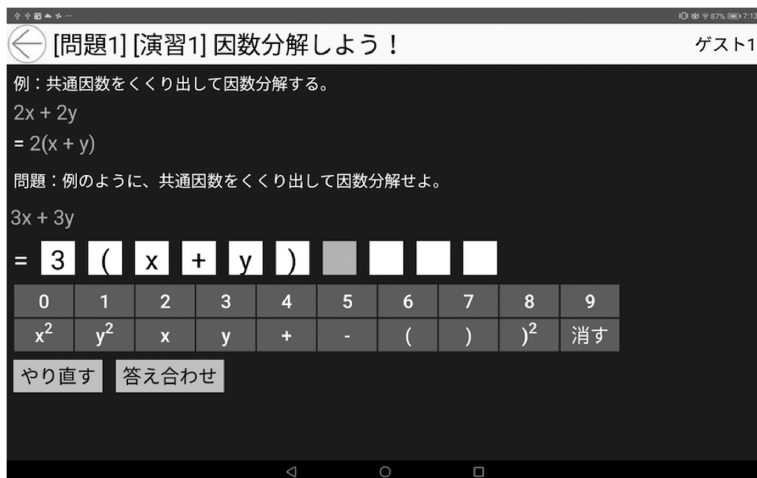 87% 7:13
[問題1] [演習1] 因数分解しよう！ ゲスト1
例：共通因数をくくり出して因数分解する。
2x + 2y
= 2(x + y)
問題：例のように、共通因数をくくり出して因数分解せよ。
3x + 3y
= 3 ( x + y )
0 1 2 3 4 5 6 7 8 9
x² y² x y + - ( ) )² 消す
やり直す 答え合わせ